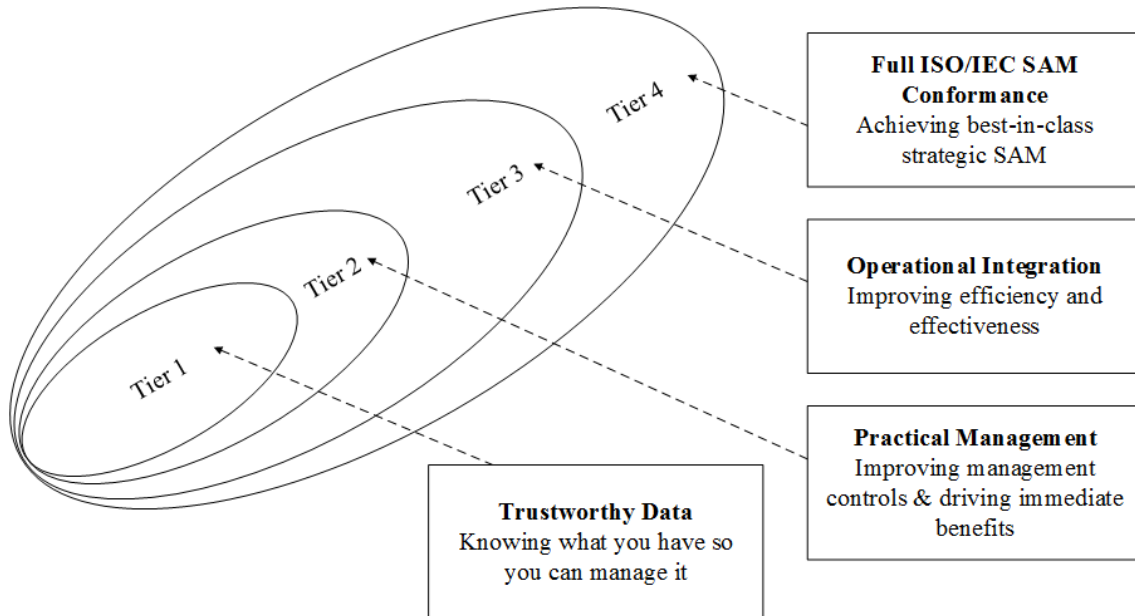 Full ISO/IEC SAM
Conformance
Achieving best-in-class
strategic SAM
Tier 4
Tier 3
Operational Integration
Improving efficiency and
effectiveness
Tier 2
Tier 1
Practical Management
Improving management
controls & driving immediate
benefits
Trustworthy Data
Knowing what you have so
you can manage it